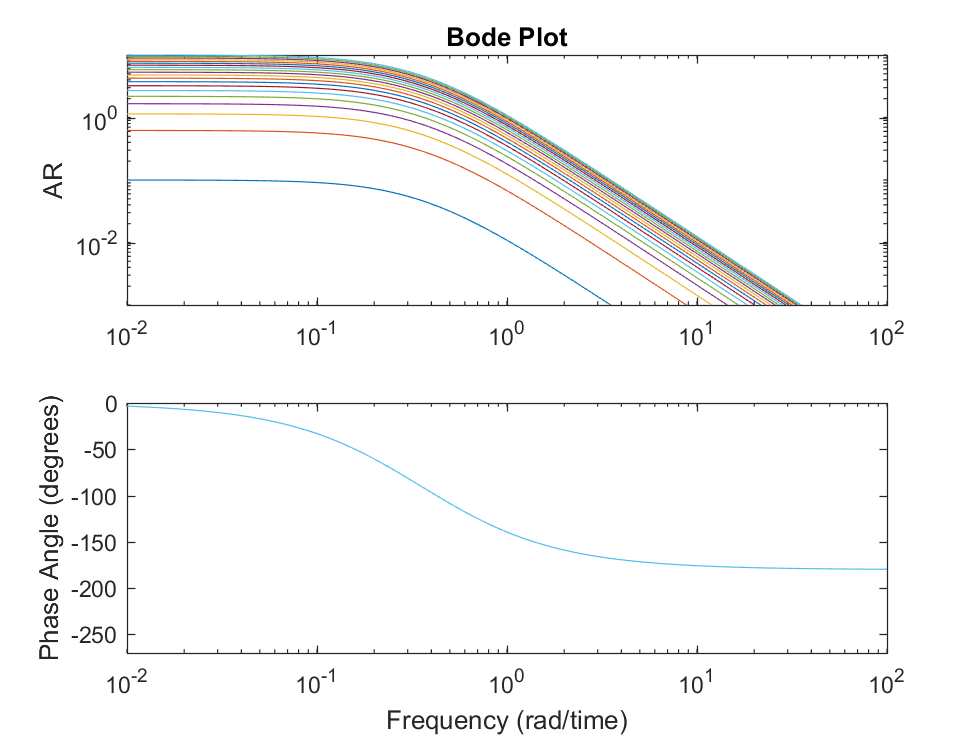 Bode Plot
AR
10^0
10^-2
10^-2 10^-1 10^0 10^1 10^2
Phase Angle (degrees)
0
-50
-100
-150
-200
-250
10^-2 10^-1 10^0 10^1 10^2
Frequency (rad/time)